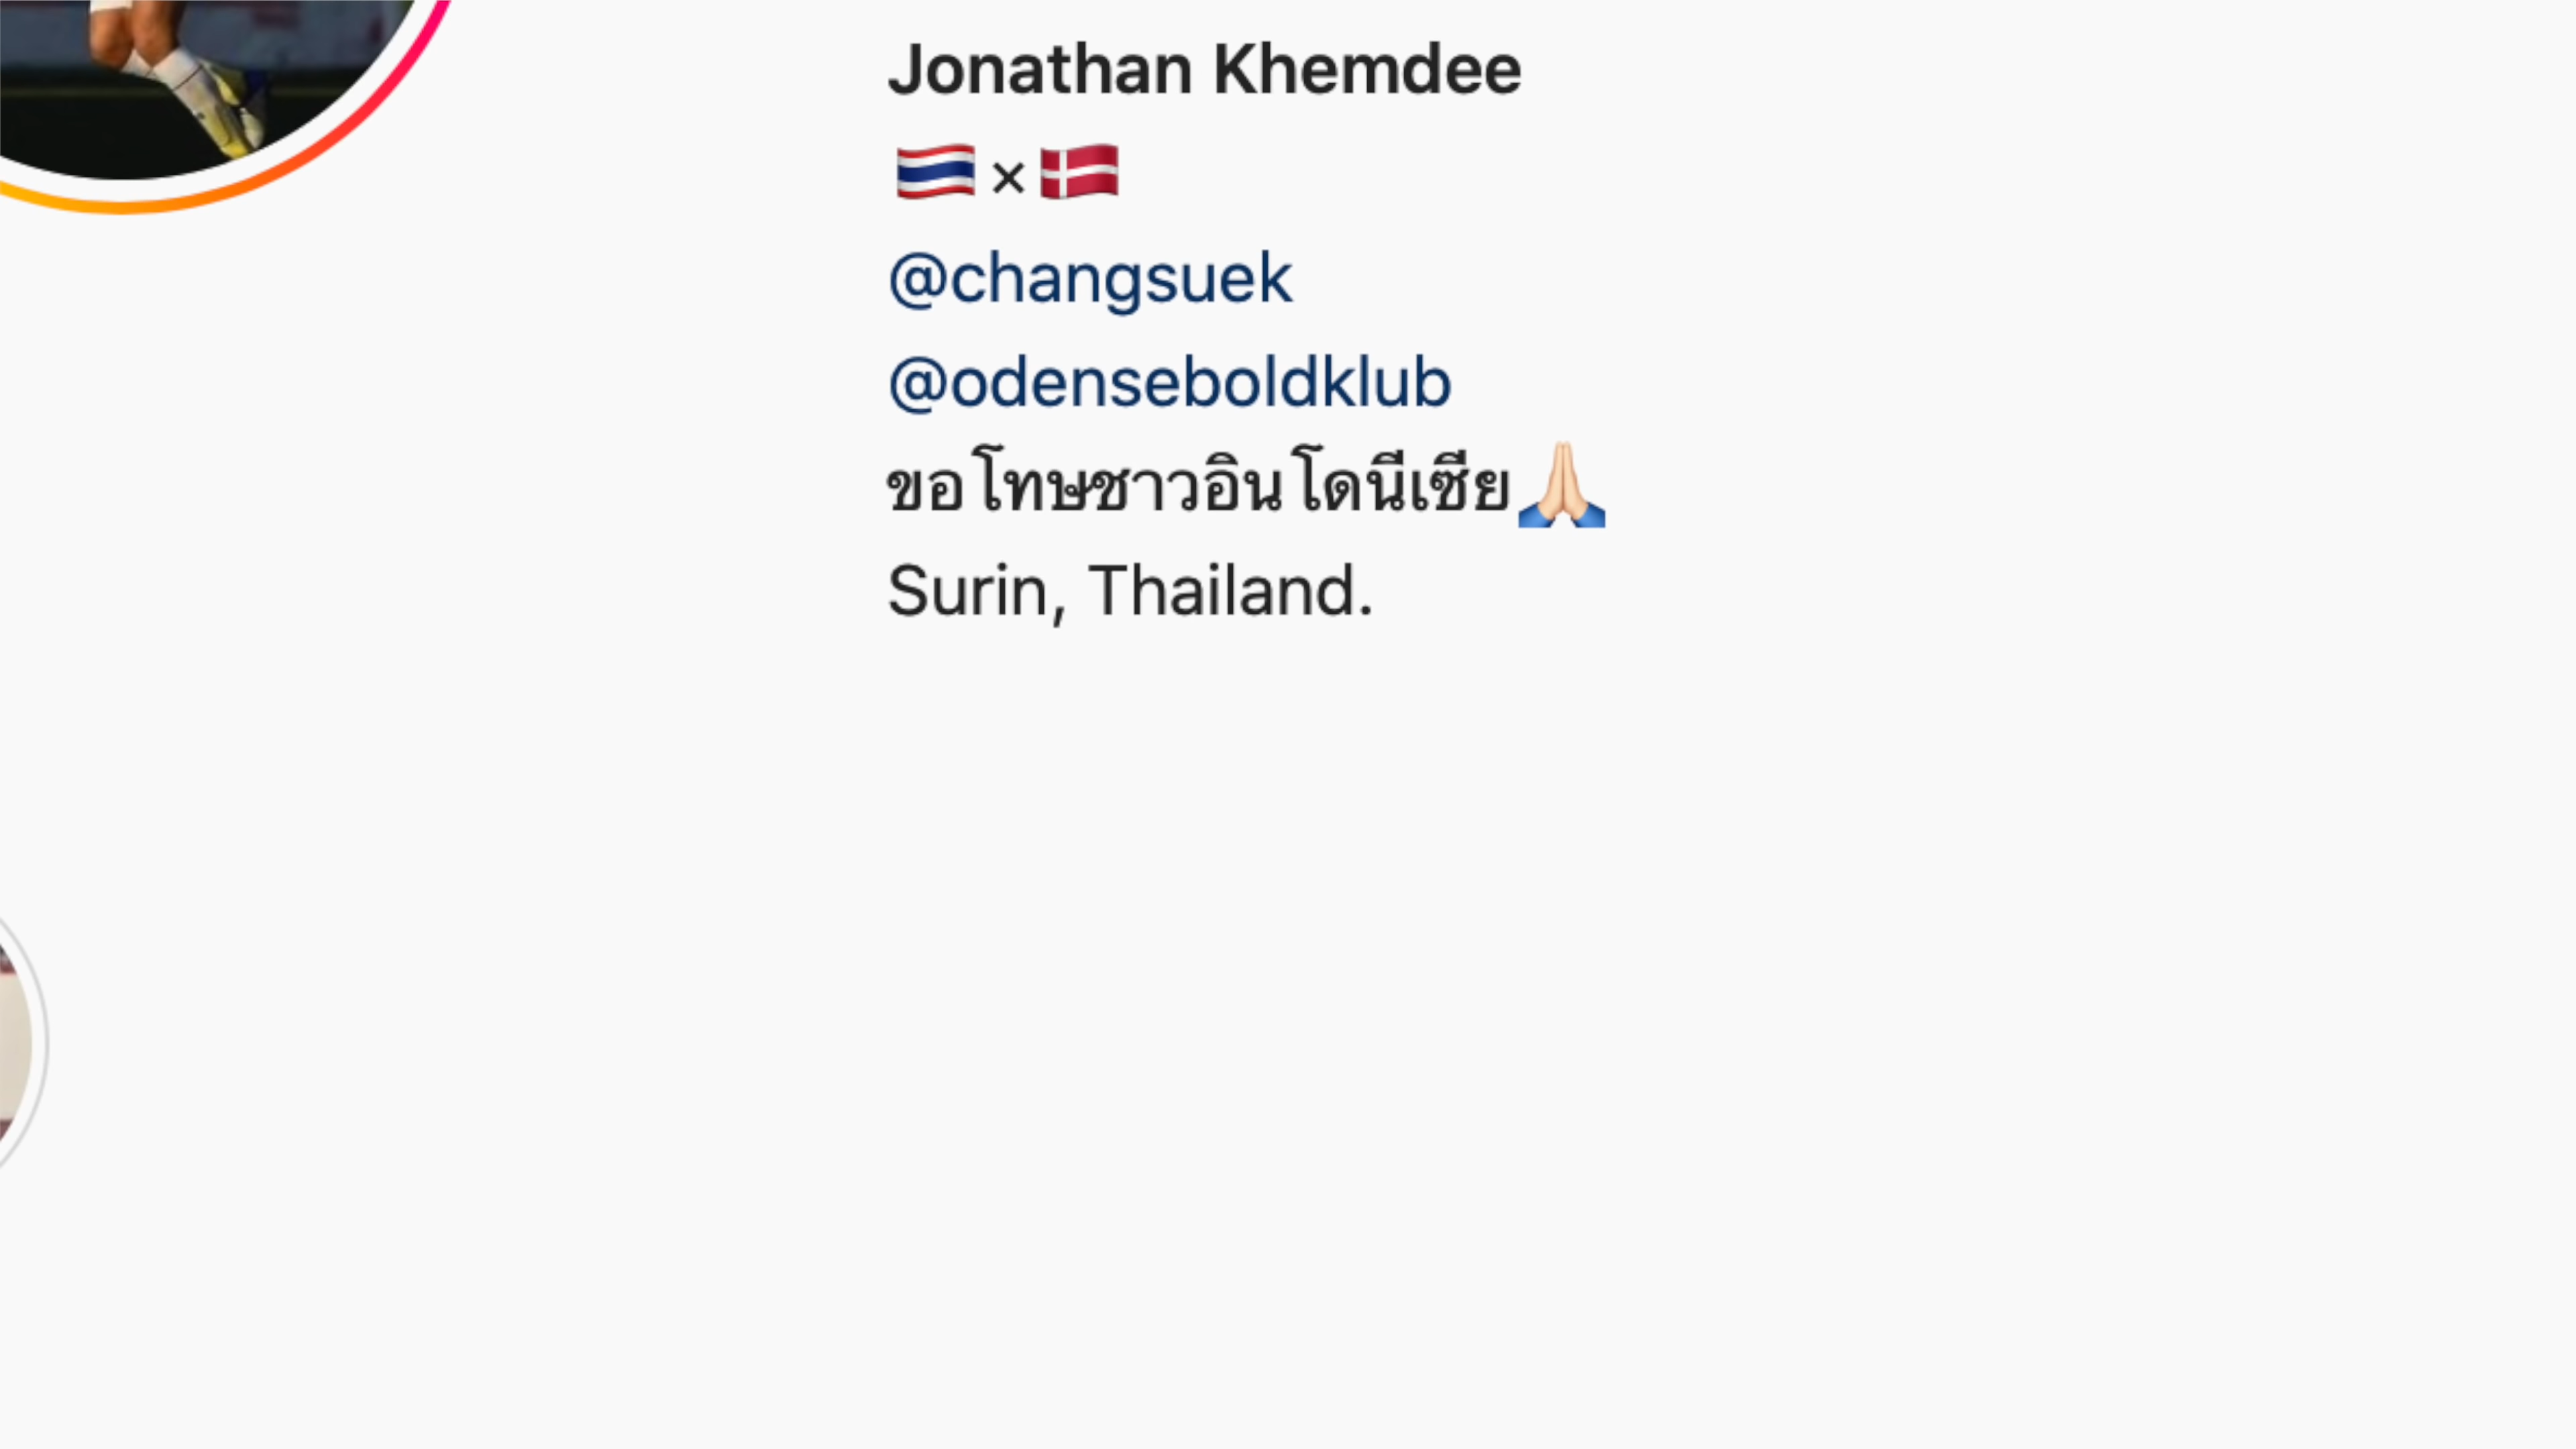 Jonathan Khemdee
🇹🇭×🇩🇰
@changsuek
@odenseboldklub
ขอโทษชาวอินโดนีเซีย🙏🏻
Surin, Thailand.